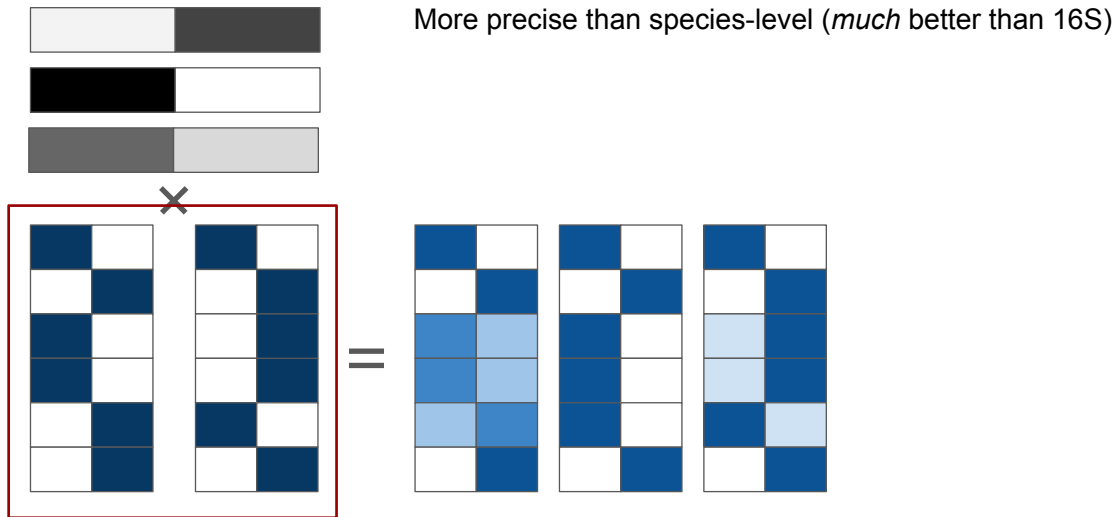 More precise than species-level (much better than 16S)
×
=